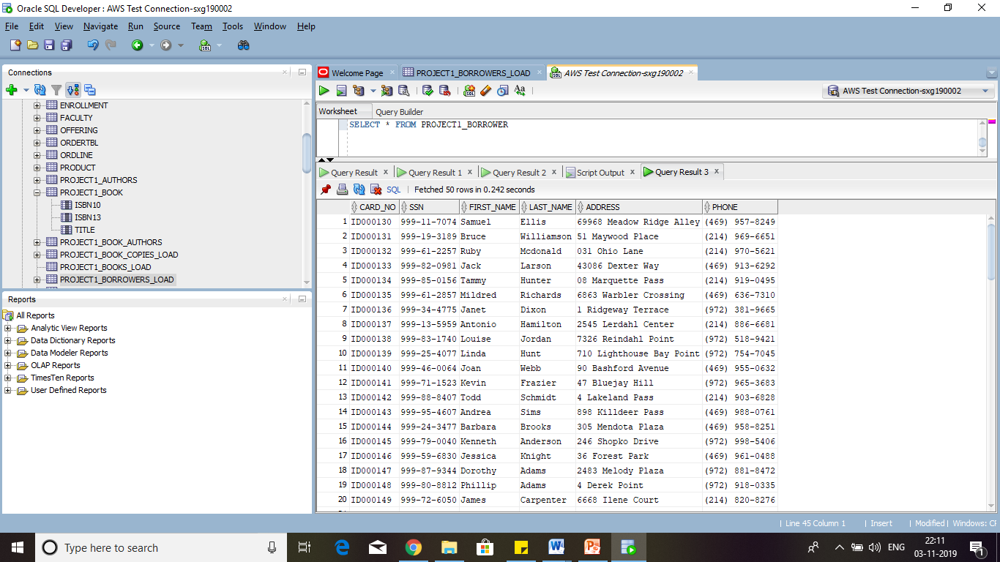 Oracle SQL Developer : AWS Test Connection-sxg190002
File Edit View Navigate Run Source Team Tools Window Help
Connections
ENROLLMENT
FACULTY
OFFERING
ORDERTBL
ORDLINE
PRODUCT
PROJECT1_AUTHORS
PROJECT1_BOOK
ISBN10
ISBN13
TITLE
PROJECT1_BOOK_AUTHORS
PROJECT1_BOOK_COPIES_LOAD
PROJECT1_BOOKS_LOAD
PROJECT1_BORROWERS_LOAD
Reports
All Reports
Analytic View Reports
Data Dictionary Reports
Data Modeler Reports
OLAP Reports
TimesTen Reports
User Defined Reports
Welcome Page PROJECT1_BORROWERS_LOAD AWS Test Connection-sxg190002
AWS Test Connection-sxg190002
Worksheet Query Builder
SELECT * FROM PROJECT1_BORROWER
Query Result x Query Result 1 x Query Result 2 x Script Output x Query Result 3 x
SQL Fetched 50 rows in 0.242 seconds
CARD_NO SSN FIRST_NAME LAST_NAME ADDRESS PHONE
1 ID000130 999-11-7074 Samuel Ellis 69968 Meadow Ridge Alley (469) 957-8249
2 ID000131 999-19-3189 Bruce Williamson 51 Maywood Place (214) 969-6651
3 ID000132 999-61-2257 Ruby Mcdonald 031 Ohio Lane (214) 970-5621
4 ID000133 999-82-0981 Jack Larson 43086 Dexter Way (469) 913-6292
5 ID000134 999-85-0156 Tammy Hunter 08 Marquette Pass (214) 919-0495
6 ID000135 999-61-2857 Mildred Richards 6863 Warbler Crossing (469) 636-7310
7 ID000136 999-34-4775 Janet Dixon 1 Ridgeway Terrace (972) 381-9665
8 ID000137 999-13-5959 Antonio Hamilton 2545 Lerdahl Center (214) 886-6681
9 ID000138 999-83-1740 Louise Jordan 7326 Reindahl Point (972) 518-9421
10 ID000139 999-25-4077 Linda Hunt 710 Lighthouse Bay Point (972) 754-7045
11 ID000140 999-46-0064 Joan Webb 90 Bashford Avenue (469) 955-0632
12 ID000141 999-71-1523 Kevin Frazier 47 Bluejay Hill (972) 965-3683
13 ID000142 999-88-8407 Todd Schmidt 4 Lakeland Pass (214) 903-6828
14 ID000143 999-95-4607 Andrea Sims 898 Killdeer Pass (469) 988-0761
15 ID000144 999-24-3477 Barbara Brooks 305 Mendota Plaza (469) 958-8251
16 ID000145 999-79-0040 Kenneth Anderson 246 Shopko Drive (972) 998-5406
17 ID000146 999-59-6830 Jessica Knight 36 Forest Park (469) 961-0488
18 ID000147 999-87-9344 Dorothy Adams 2483 Melody Plaza (972) 881-8472
19 ID000148 999-80-8812 Phillip Adams 4 Derek Point (972) 918-0335
20 ID000149 999-72-6050 James Carpenter 6668 Ilene Court (214) 820-8276
Line 45 Column 1 | Insert | Modified | Windows:
Type here to search
ENG
22:11
03-11-2019
1